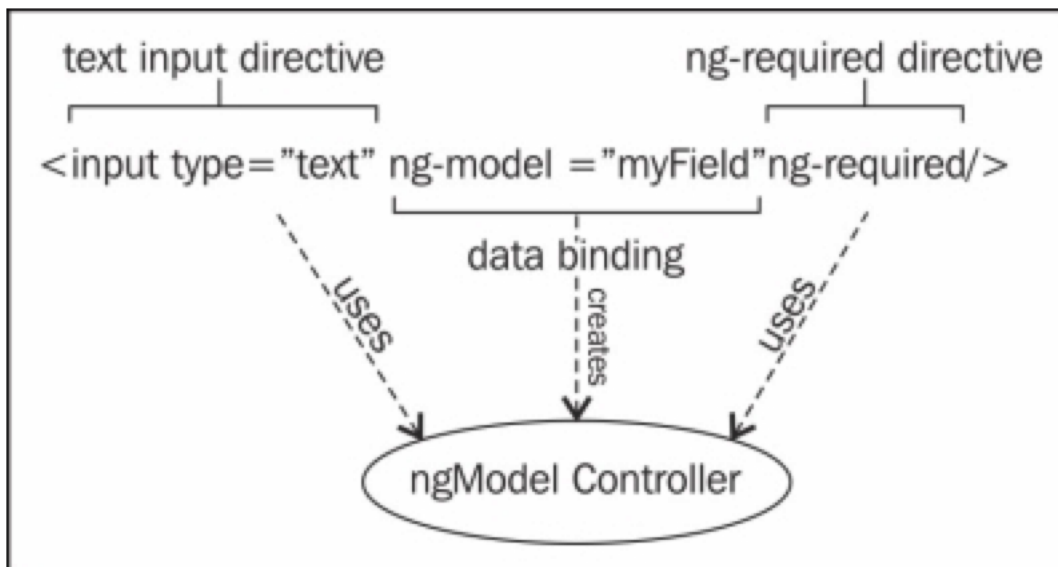 text input directive ng-required directive
<input type="text" ng-model ="myField"ng-required/>
data binding
uses creates uses
ngModel Controller